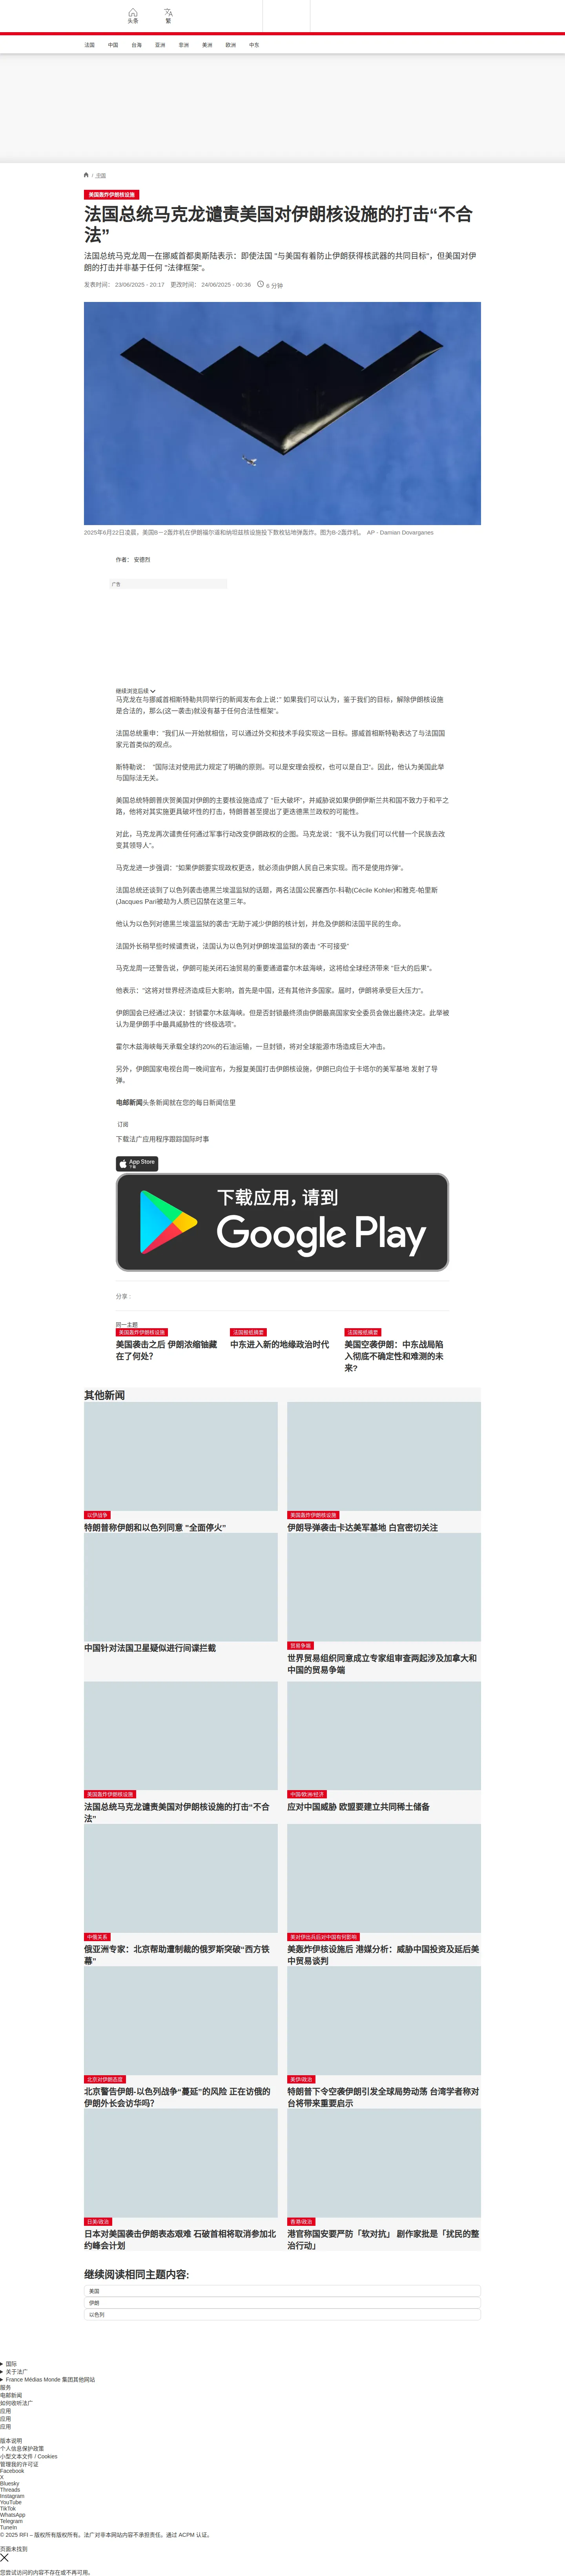 头条
繁
法国
中国
台海
亚洲
非洲
美洲
欧洲
中东
/ 中国
美国轰炸伊朗核设施
法国总统马克龙谴责美国对伊朗核设施的打击“不合
法”
法国总统马克龙周一在挪威首都奥斯陆表示：即使法国 "与美国有着防止伊朗获得核武器的共同目标"，但美国对伊
朗的打击并非基于任何 "法律框架"。
发表时间： 23/06/2025 - 20:17 更改时间： 24/06/2025 - 00:36 6 分钟
2025年6月22日凌晨，美国B－2轰炸机在伊朗福尔道和纳坦兹核设施投下数枚钻地弹轰炸。图为B-2轰炸机。 AP - Damian Dovarganes
作者： 安德烈
广告
继续浏览后续
马克龙在与挪威首相斯特勒共同举行的新闻发布会上说：" 如果我们可以认为，鉴于我们的目标，解除伊朗核设施
是合法的，那么(这一袭击)就没有基于任何合法性框架"。
法国总统重申："我们从一开始就相信，可以通过外交和技术手段实现这一目标。挪威首相斯特勒表达了与法国国
家元首类似的观点。
斯特勒说： "国际法对使用武力规定了明确的原则。可以是安理会授权，也可以是自卫"。因此，他认为美国此举
与国际法无关。
美国总统特朗普庆贺美国对伊朗的主要核设施造成了 "巨大破坏"，并威胁说如果伊朗伊斯兰共和国不致力于和平之
路，他将对其实施更具破坏性的打击，特朗普甚至提出了更迭德黑兰政权的可能性。
对此，马克龙再次谴责任何通过军事行动改变伊朗政权的企图。马克龙说："我不认为我们可以代替一个民族去改
变其领导人"。
马克龙进一步强调："如果伊朗要实现政权更迭，就必须由伊朗人民自己来实现。而不是使用炸弹"。
法国总统还谈到了以色列袭击德黑兰埃温监狱的话题，两名法国公民塞西尔-科勒(Cécile Kohler)和雅克-帕里斯
(Jacques Pari被劫为人质已囚禁在这里三年。
他认为以色列对德黑兰埃温监狱的袭击"无助于减少伊朗的核计划，并危及伊朗和法国平民的生命。
法国外长稍早些时候谴责说，法国认为以色列对伊朗埃温监狱的袭击 "不可接受"
马克龙周一还警告说，伊朗可能关闭石油贸易的重要通道霍尔木兹海峡，这将给全球经济带来 "巨大的后果"。
他表示："这将对世界经济造成巨大影响，首先是中国，还有其他许多国家。届时，伊朗将承受巨大压力"。
伊朗国会已经通过决议：封锁霍尔木兹海峡。但是否封锁最终须由伊朗最高国家安全委员会做出最终决定。此举被
认为是伊朗手中最具威胁性的"终极选项"。
霍尔木兹海峡每天承载全球约20%的石油运输，一旦封锁，将对全球能源市场造成巨大冲击。
另外，伊朗国家电视台周一晚间宣布，为报复美国打击伊朗核设施，伊朗已向位于卡塔尔的美军基地 发射了导
弹。
电邮新闻头条新闻就在您的每日新闻信里
订阅
下载法广应用程序跟踪国际时事
App Store
下载
下载应用，请到
Google Play
分享 :
同一主题
美国轰炸伊朗核设施
美国袭击之后 伊朗浓缩铀藏
在了何处？
法国报纸摘要
中东进入新的地缘政治时代
法国报纸摘要
美国空袭伊朗：中东战局陷
入彻底不确定性和难测的未
来?
其他新闻
以伊战争
特朗普称伊朗和以色列同意 "全面停火"
美国轰炸伊朗核设施
伊朗导弹袭击卡达美军基地 白宫密切关注
中国针对法国卫星疑似进行间谍拦截
贸易争端
世界贸易组织同意成立专家组审查两起涉及加拿大和
中国的贸易争端
美国轰炸伊朗核设施
法国总统马克龙谴责美国对伊朗核设施的打击“不合
法”
中国/欧洲/经济
应对中国威胁 欧盟要建立共同稀土储备
中俄关系
俄亚洲专家：北京帮助遭制裁的俄罗斯突破“西方铁
幕”
美对伊出兵后对中国有何影响
美轰炸伊核设施后 港媒分析：威胁中国投资及延后美
中贸易谈判
北京对伊朗态度
北京警告伊朗-以色列战争“蔓延”的风险 正在访俄的
伊朗外长会访华吗？
美伊/政治
特朗普下令空袭伊朗引发全球局势动荡 台湾学者称对
台将带来重要启示
日美/政治
日本对美国袭击伊朗表态艰难 石破首相将取消参加北
约峰会计划
香港/政治
港官称国安要严防「软对抗」 剧作家批是「扰民的整
治行动」
继续阅读相同主题内容:
美国
伊朗
以色列
国际
关于法广
France Médias Monde 集团其他网站
服务
电邮新闻
如何收听法广
应用
应用
应用
版本说明
个人信息保护政策
小型文本文件 / Cookies
管理我的许可证
Facebook
X
Bluesky
Threads
Instagram
YouTube
TikTok
WhatsApp
Telegram
TuneIn
© 2025 RFI – 版权所有版权所有。法广对非本网站内容不承担责任。通过 ACPM 认证。
页面未找到
您尝试访问的内容不存在或不再可用。